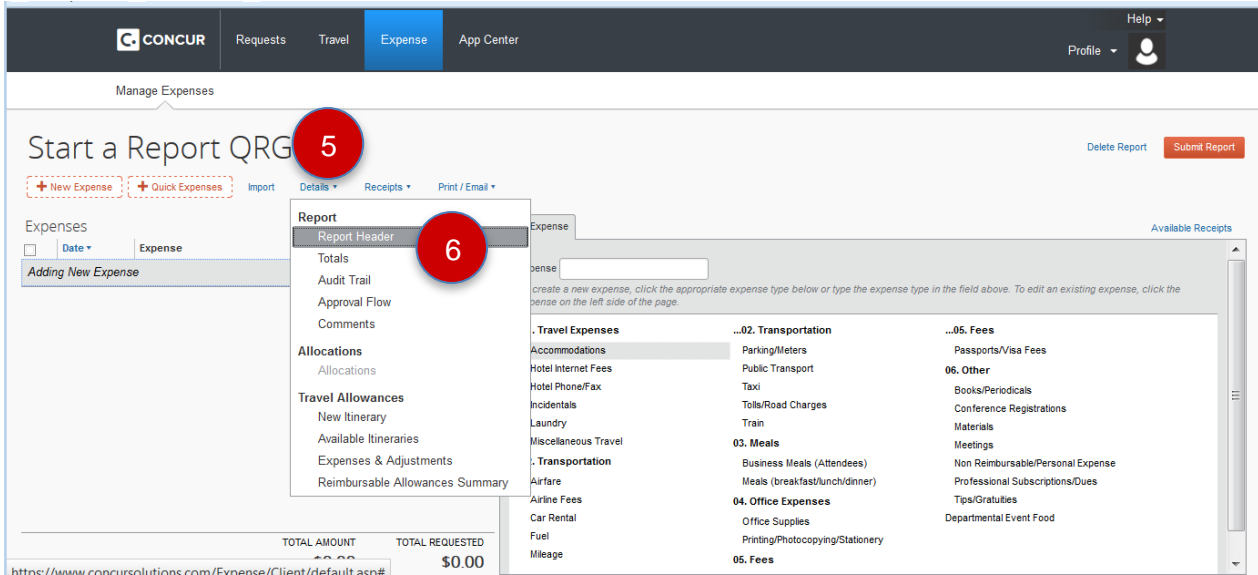 Help
C. CONCUR Requests Travel Expense App Center
Profile
Manage Expenses
Start a Report QRG
5
Delete Report Submit Report
+ New Expense + Quick Expenses Import Details Receipts Print / Email
Expenses
Date Expense
Adding New Expense
Report
Report Header
6
Totals
Audit Trail
Approval Flow
Comments
Allocations
Allocations
Travel Allowances
New Itinerary
Available Itineraries
Expenses & Adjustments
Reimbursable Allowances Summary
Expense
Available Receipts
pense
create a new expense, click the appropriate expense type below or type the expense type in the field above. To edit an existing expense, click the
pense on the left side of the page.
. Travel Expenses
Accommodations
Hotel Internet Fees
Hotel Phone/Fax
Incidentals
Laundry
Miscellaneous Travel
. Transportation
Airfare
Airline Fees
Car Rental
Fuel
Mileage
...02. Transportation
Parking/Meters
Public Transport
Taxi
Tolls/Road Charges
Train
03. Meals
Business Meals (Attendees)
Meals (breakfast/lunch/dinner)
04. Office Expenses
Office Supplies
Printing/Photocopying/Stationery
05. Fees
...05. Fees
Passports/Visa Fees
06. Other
Books/Periodicals
Conference Registrations
Materials
Meetings
Non Reimbursable/Personal Expense
Professional Subscriptions/Dues
Tips/Gratuities
Departmental Event Food
TOTAL AMOUNT TOTAL REQUESTED
$0.00 $0.00
https://www.concursolutions.com/Expense/Client/default.asp#